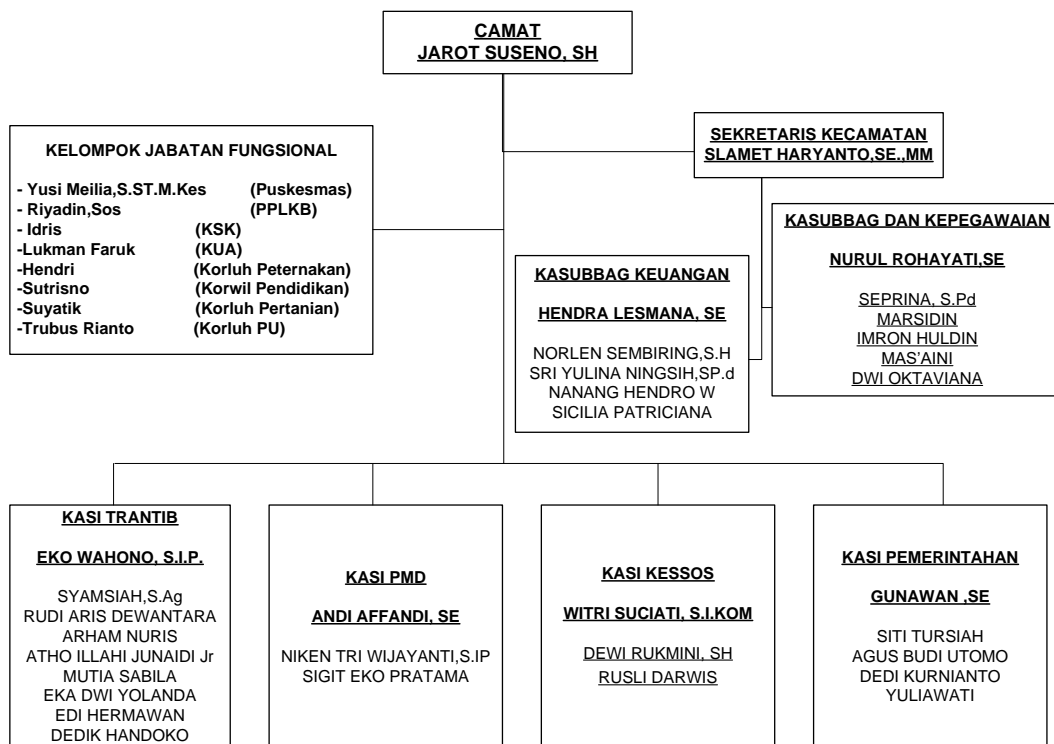 CAMAT
JAROT SUSENO, SH
KELOMPOK JABATAN FUNGSIONAL
- Yusi Meilia,S.ST.M.Kes (Puskesmas)
- Riyadin,Sos (PPLKB)
- Idris (KSK)
-Lukman Faruk (KUA)
-Hendri (Korluh Peternakan)
-Sutrisno (Korwil Pendidikan)
-Suyatik (Korluh Pertanian)
-Trubus Rianto (Korluh PU)
SEKRETARIS KECAMATAN
SLAMET HARYANTO,SE.,MM
KASUBBAG KEUANGAN
HENDRA LESMANA, SE
NORLEN SEMBIRING,S.H
SRI YULINA NINGSIH,SP.d
NANANG HENDRO W
SICILIA PATRICIANA
KASUBBAG DAN KEPEGAWAIAN
NURUL ROHAYATI,SE
SEPRINA, S.Pd
MARSIDIN
IMRON HULDIN
MAS’AINI
DWI OKTAVIANA
KASI TRANTIB
EKO WAHONO, S.I.P.
SYAMSIAH,S.Ag
RUDI ARIS DEWANTARA
ARHAM NURIS
ATHO ILLAHI JUNAIDI Jr
MUTIA SABILA
EKA DWI YOLANDA
EDI HERMAWAN
DEDIK HANDOKO
KASI PMD
ANDI AFFANDI, SE
NIKEN TRI WIJAYANTI,S.IP
SIGIT EKO PRATAMA
KASI KESSOS
WITRI SUCIATI, S.I.KOM
DEWI RUKMINI, SH
RUSLI DARWIS
KASI PEMERINTAHAN
GUNAWAN ,SE
SITI TURSIAH
AGUS BUDI UTOMO
DEDI KURNIANTO
YULIAWATI